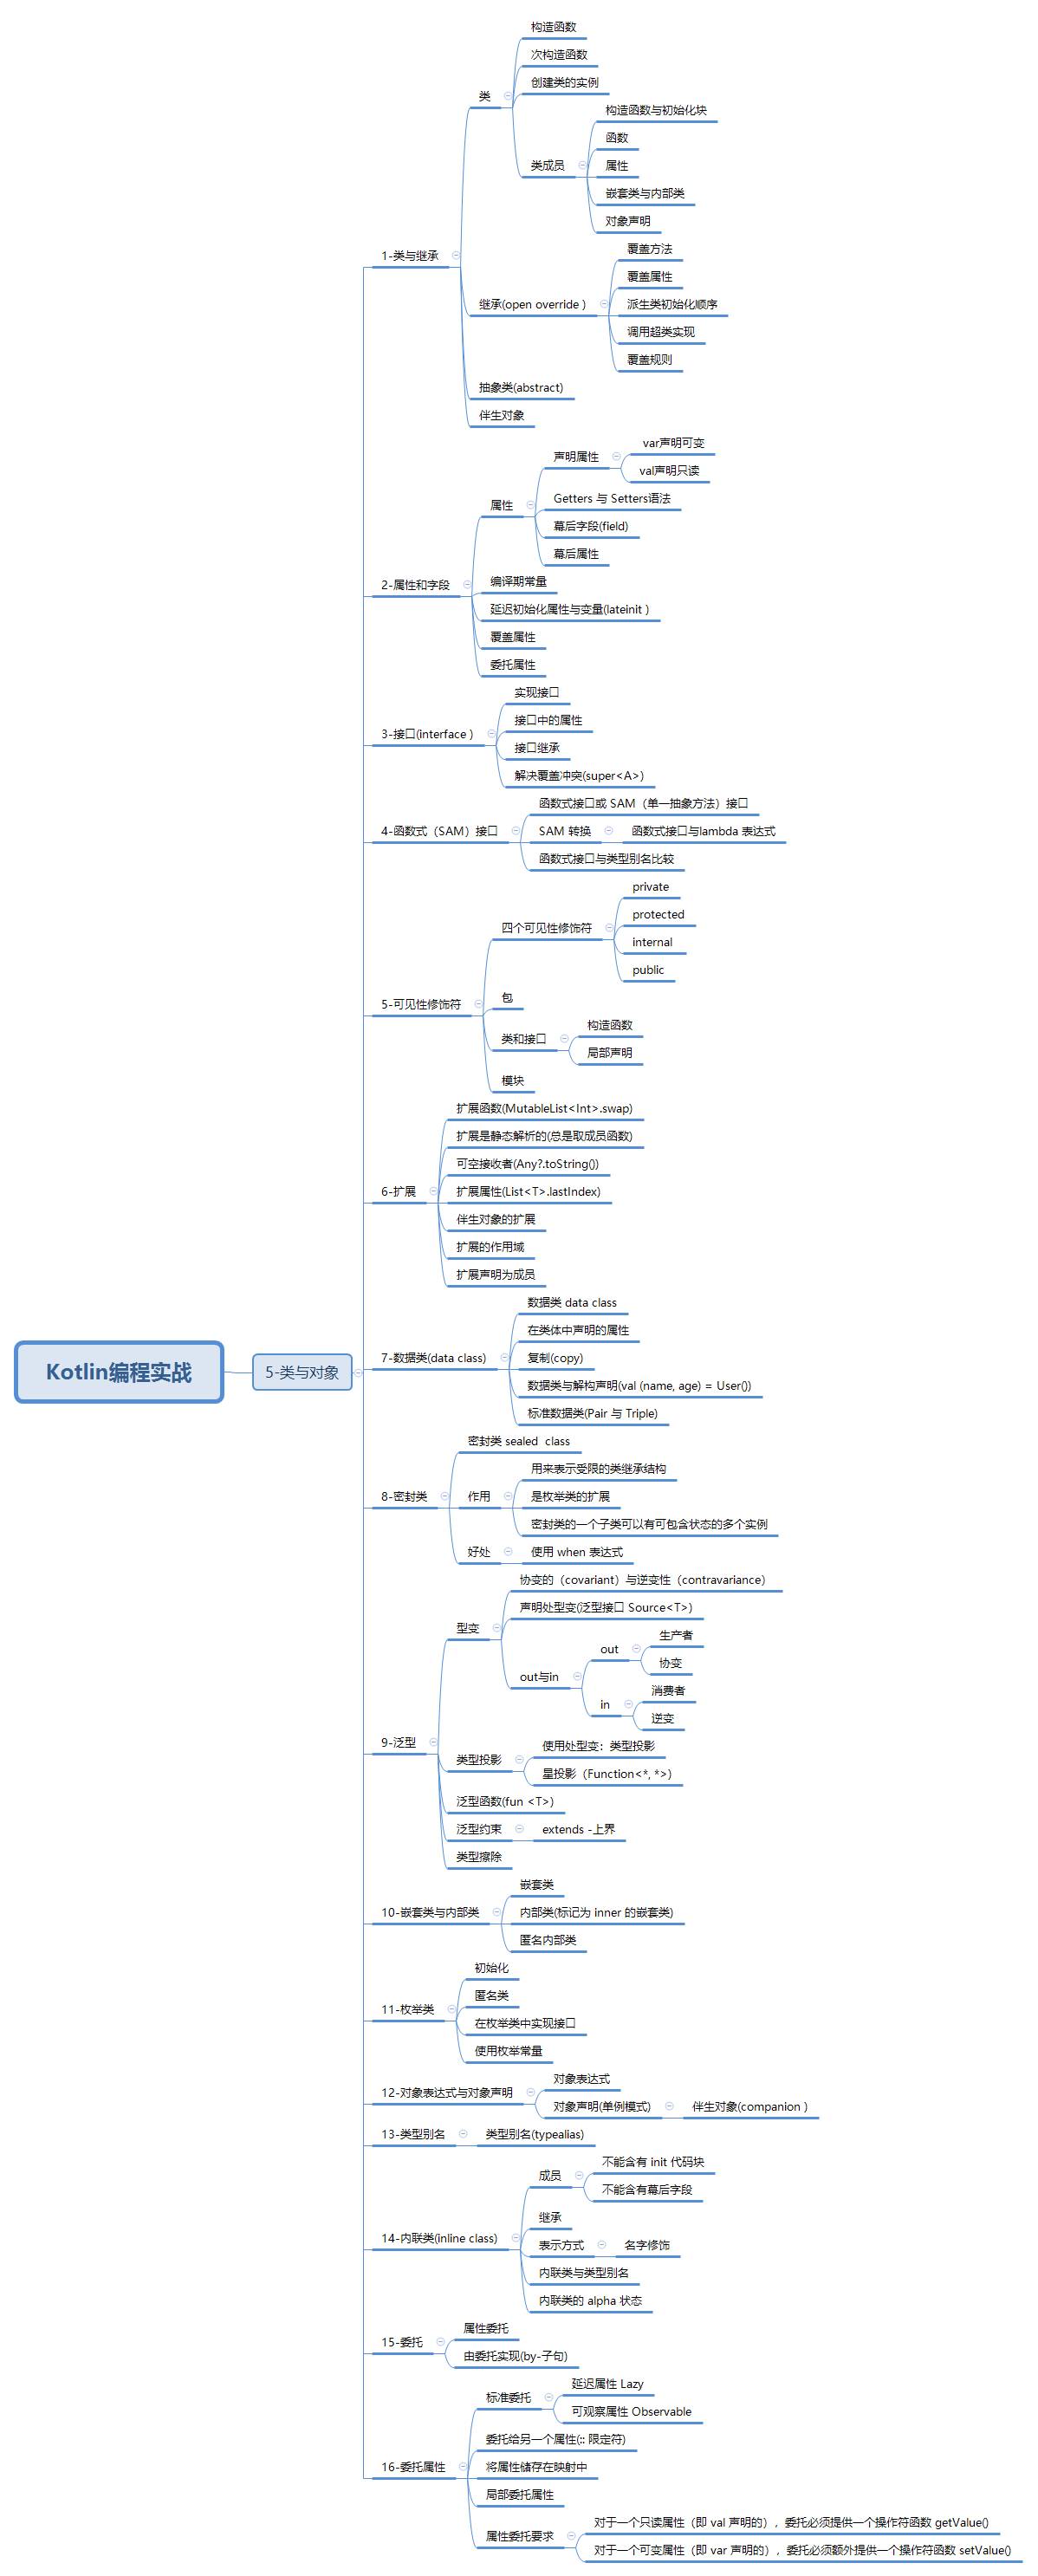 Kotlin编程实战
5-类与对象
1-类与继承
类
构造函数
次构造函数
创建类的实例
类成员
构造函数与初始化块
函数
属性
嵌套类与内部类
对象声明
继承(open override )
覆盖方法
覆盖属性
派生类初始化顺序
调用超类实现
覆盖规则
抽象类(abstract)
伴生对象
2-属性和字段
属性
声明属性
var声明可变
val声明只读
Getters 与 Setters语法
幕后字段(field)
幕后属性
编译期常量
延迟初始化属性与变量(lateinit )
覆盖属性
委托属性
3-接口(interface )
实现接口
接口中的属性
接口继承
解决覆盖冲突(super<A>)
4-函数式（SAM）接口
函数式接口或 SAM（单一抽象方法）接口
SAM 转换
函数式接口与lambda 表达式
函数式接口与类型别名比较
5-可见性修饰符
四个可见性修饰符
private
protected
internal
public
包
类和接口
构造函数
局部声明
模块
6-扩展
扩展函数(MutableList<Int>.swap)
扩展是静态解析的(总是取成员函数)
可空接收者(Any?.toString())
扩展属性(List<T>.lastIndex)
伴生对象的扩展
扩展的作用域
扩展声明为成员
7-数据类(data class)
数据类 data class
在类体中声明的属性
复制(copy)
数据类与解构声明(val (name, age) = User())
标准数据类(Pair 与 Triple)
8-密封类
密封类 sealed  class
作用
用来表示受限的类继承结构
是枚举类的扩展
密封类的一个子类可以有可包含状态的多个实例
好处
使用 when 表达式
9-泛型
型变
协变的（covariant）与逆变性（contravariance）
声明处型变(泛型接口 Source<T>)
out与in
out
生产者
协变
in
消费者
逆变
类型投影
使用处型变：类型投影
星投影（Function<*, *>）
泛型函数(fun <T>)
泛型约束
extends -上界
类型擦除
10-嵌套类与内部类
嵌套类
内部类(标记为 inner 的嵌套类)
匿名内部类
11-枚举类
初始化
匿名类
在枚举类中实现接口
使用枚举常量
12-对象表达式与对象声明
对象表达式
对象声明(单例模式)
伴生对象(companion )
13-类型别名
类型别名(typealias)
14-内联类(inline class)
成员
不能含有 init 代码块
不能含有幕后字段
继承
表示方式
名字修饰
内联类与类型别名
内联类的 alpha 状态
15-委托
属性委托
由委托实现(by-子句)
16-委托属性
标准委托
延迟属性 Lazy
可观察属性 Observable
委托给另一个属性(:: 限定符)
将属性储存在映射中
局部委托属性
属性委托要求
对于一个只读属性（即 val 声明的），委托必须提供一个操作符函数 getValue()
对于一个可变属性（即 var 声明的），委托必须额外提供一个操作符函数 setValue()